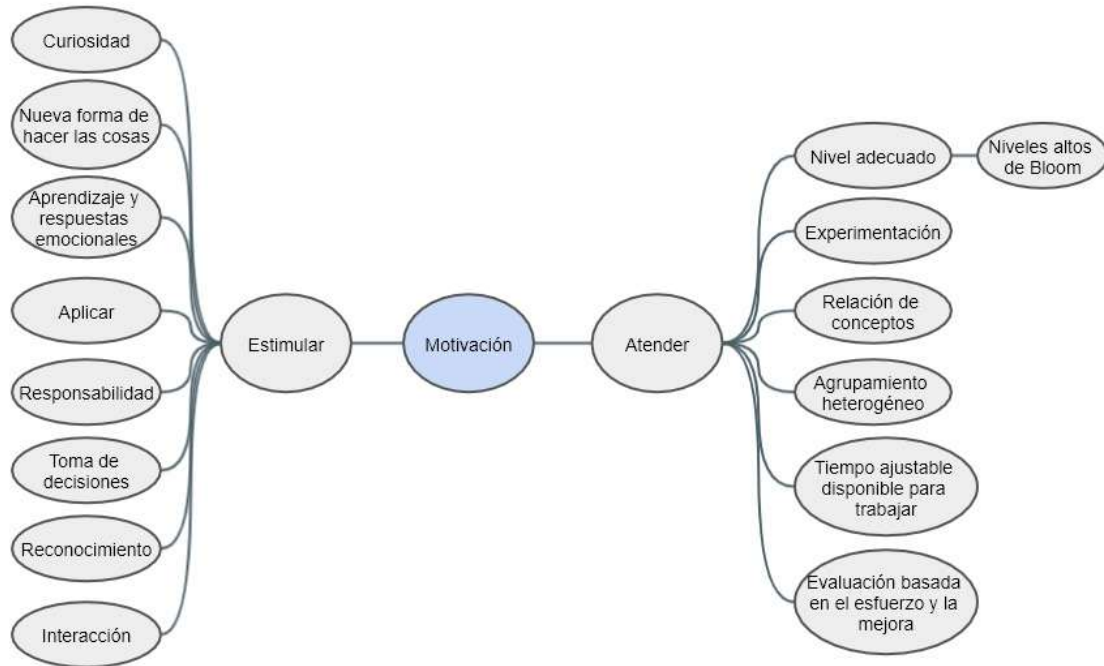 Curiosidad
Nueva forma de
hacer las cosas
Aprendizaje y
respuestas
emocionales
Aplicar
Responsabilidad
Toma de
decisiones
Reconocimiento
Interacción
Estimular
Motivación
Atender
Nivel adecuado
Niveles altos
de Bloom
Experimentación
Relación de
conceptos
Agrupamiento
heterogéneo
Tiempo ajustable
disponible para
trabajar
Evaluación basada
en el esfuerzo y la
mejora